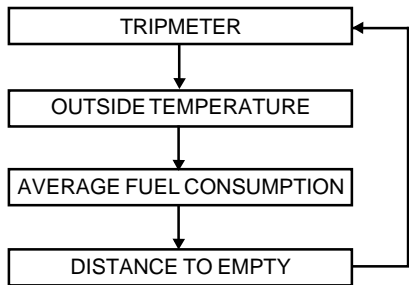 TRIPMETER
OUTSIDE TEMPERATURE
AVERAGE FUEL CONSUMPTION
DISTANCE TO EMPTY